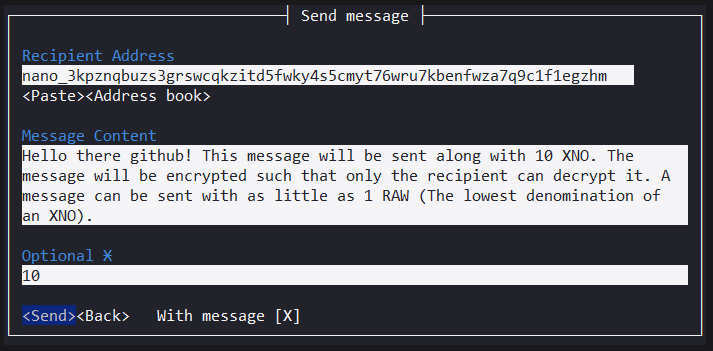 Send message
Recipient Address
nano_3kpznqbuzs3grswcqkzitd5fwky4s5cmyt76wru7kbenfwza7q9c1f1egzhm
<Paste><Address book>
Message Content
Hello there github! This message will be sent along with 10 XNO. The
message will be encrypted such that only the recipient can decrypt it. A
message can be sent with as little as 1 RAW (The lowest denomination of
an XNO).
Optional Ӿ
10
<Send><Back> With message [X]